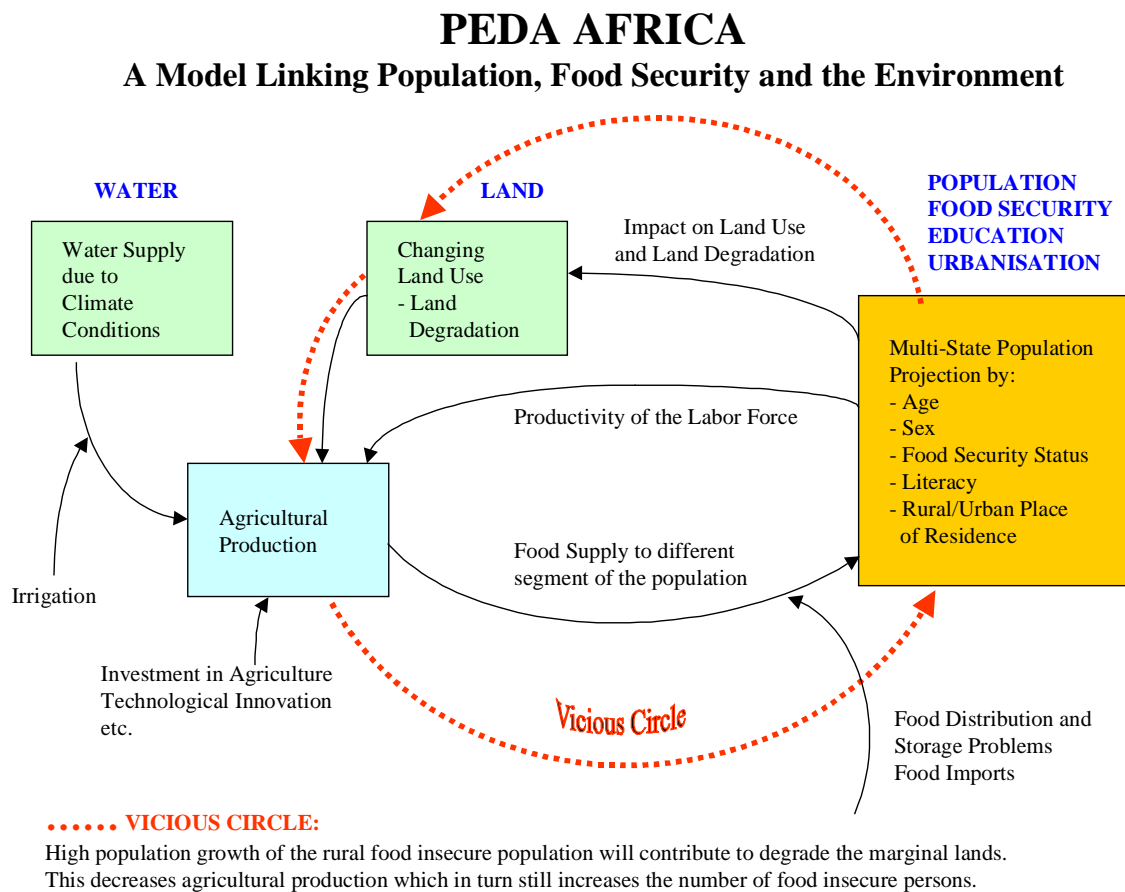 PEDA AFRICA
A Model Linking Population, Food Security and the Environment
WATER
LAND
POPULATION
FOOD SECURITY
EDUCATION
URBANISATION
Water Supply
due to
Climate
Conditions
Changing
Land Use
- Land
Degradation
Impact on Land Use
and Land Degradation
Multi-State Population
Projection by:
- Age
- Sex
- Food Security Status
- Literacy
- Rural/Urban Place
of Residence
Productivity of the Labor Force
Agricultural
Production
Food Supply to different
segment of the population
Irrigation
Investment in Agriculture
Technological Innovation
etc.
Vicious Circle
Food Distribution and
Storage Problems
Food Imports
...... VICIOUS CIRCLE:
High population growth of the rural food insecure population will contribute to degrade the marginal lands.
This decreases agricultural production which in turn still increases the number of food insecure persons.